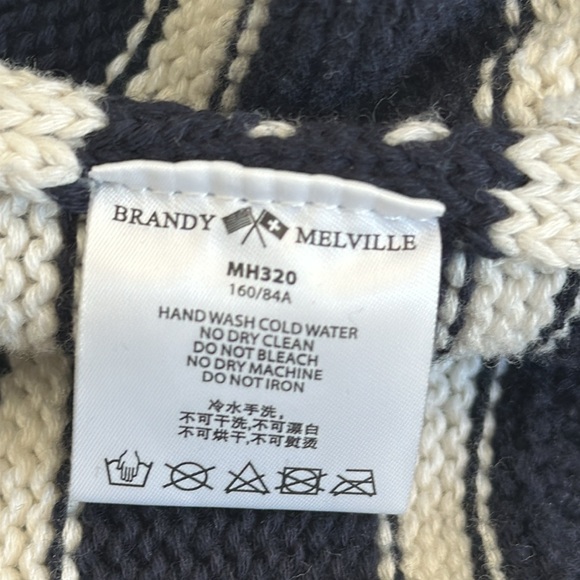 BRANDY MELVILLE
MH320
160/84A
HAND WASH COLD WATER
NO DRY CLEAN
DO NOT BLEACH
NO DRY MACHINE
DO NOT IRON
冷水手洗,
不可干洗,不可漂白
不可烘干,不可熨烫